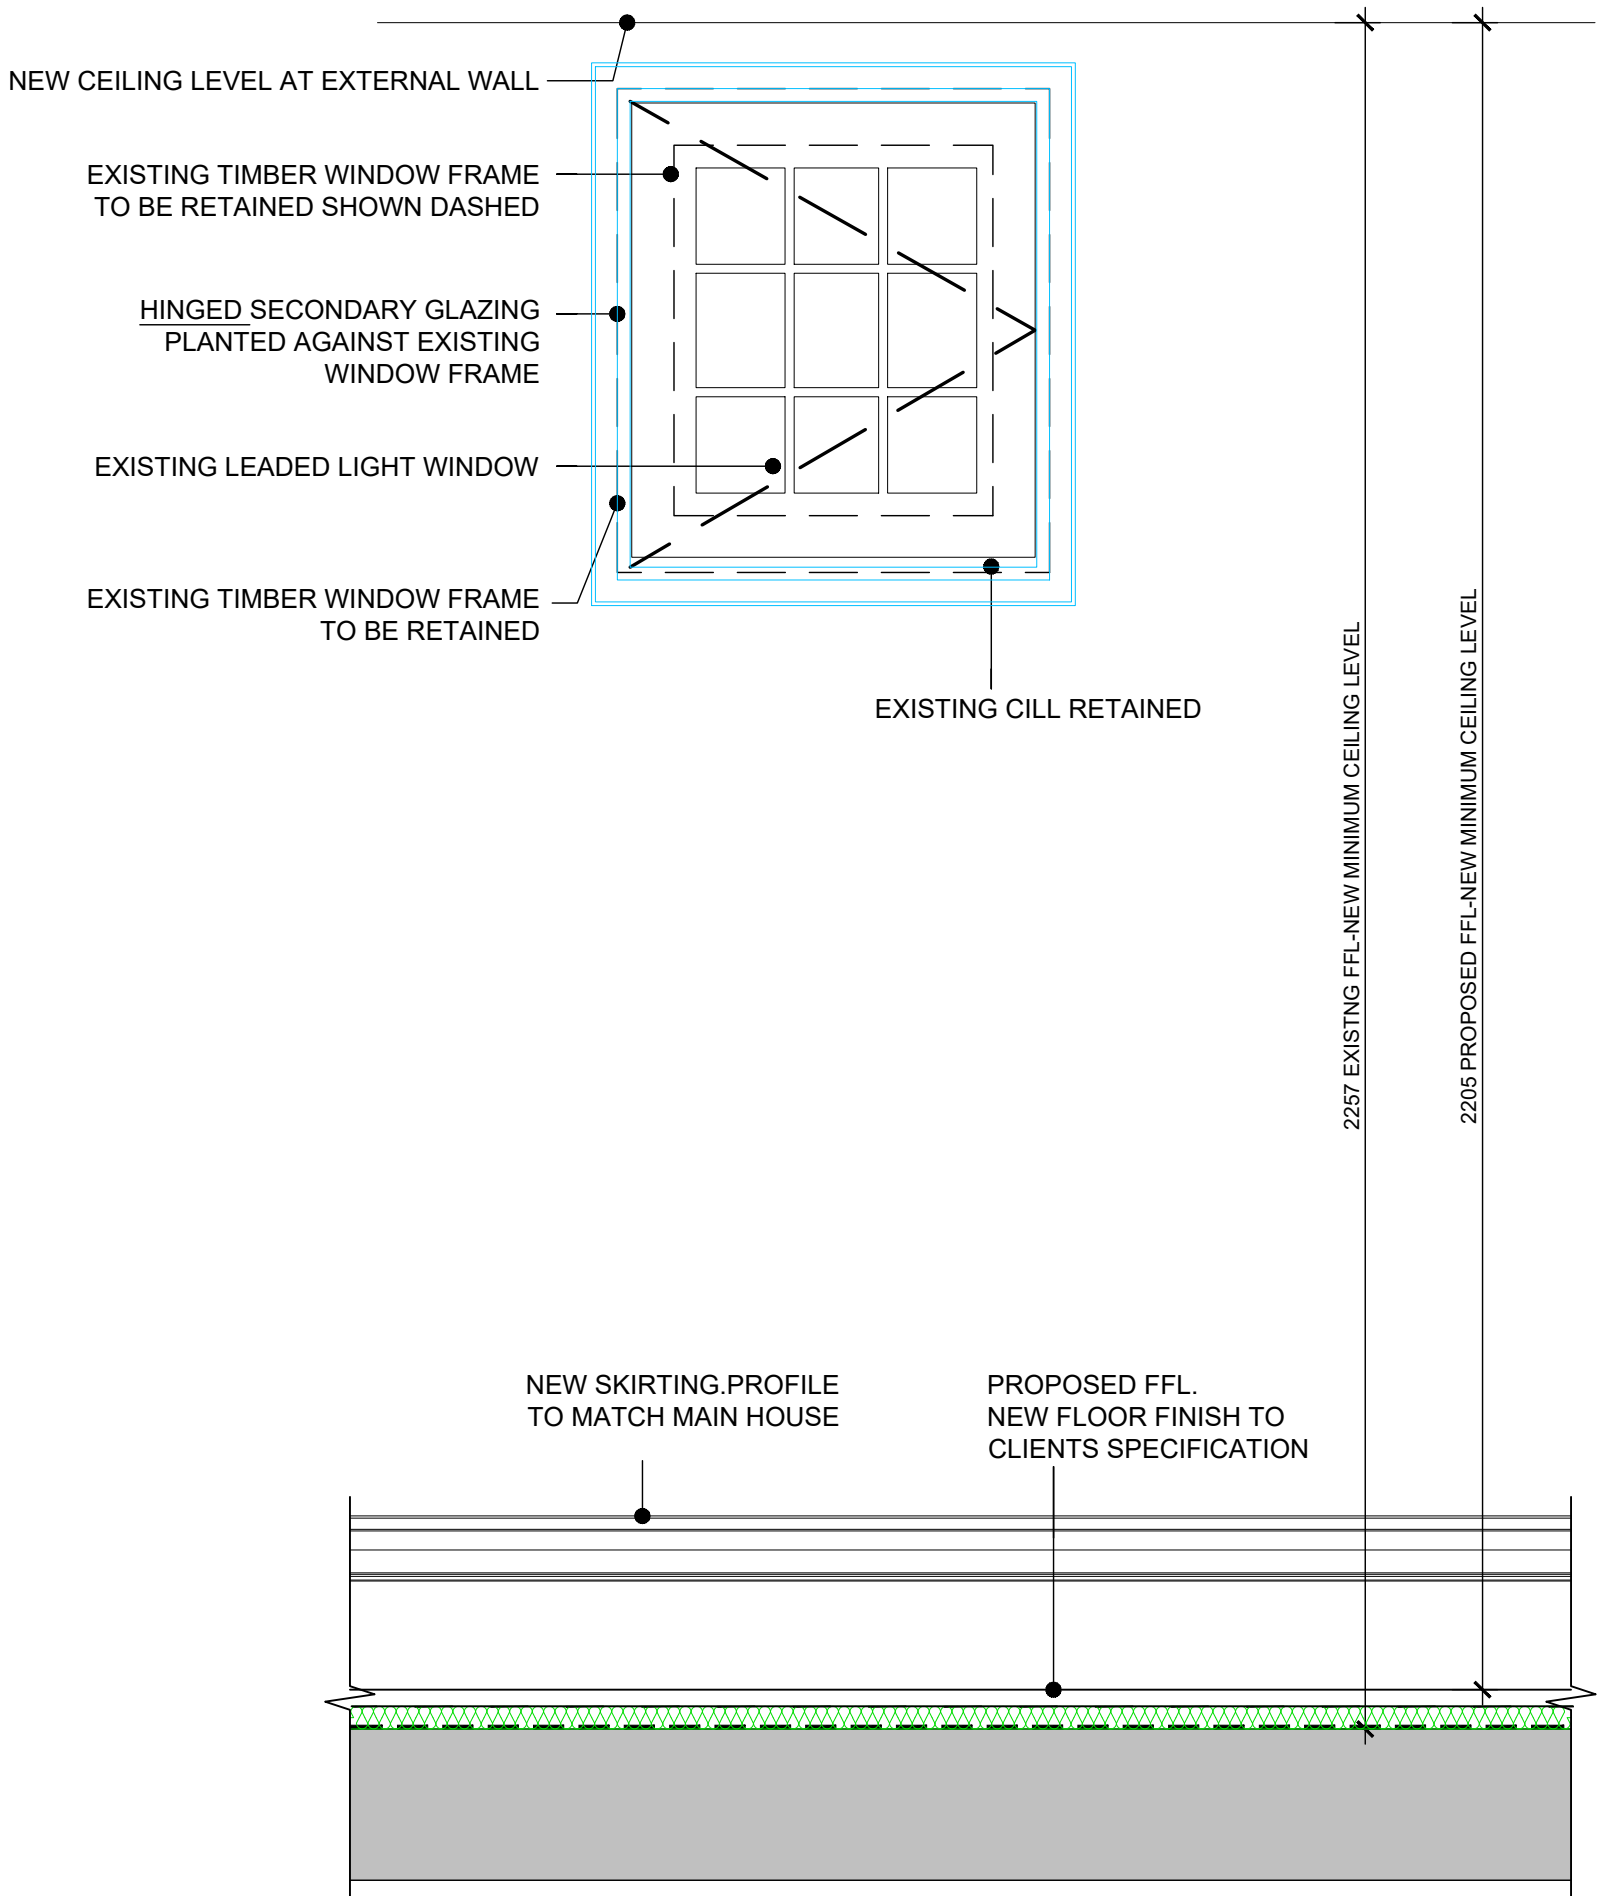 NEW CEILING LEVEL AT EXTERNAL WALL
EXISTING TIMBER WINDOW FRAME
TO BE RETAINED SHOWN DASHED
HINGED SECONDARY GLAZING
PLANTED AGAINST EXISTING
WINDOW FRAME
EXISTING LEADED LIGHT WINDOW
EXISTING TIMBER WINDOW FRAME
TO BE RETAINED
EXISTING CILL RETAINED
2257 EXISTNG FFL-NEW MINIMUM CEILING LEVEL
2205 PROPOSED FFL-NEW MINIMUM CEILING LEVEL
NEW SKIRTING.PROFILE
TO MATCH MAIN HOUSE
PROPOSED FFL.
NEW FLOOR FINISH TO
CLIENTS SPECIFICATION